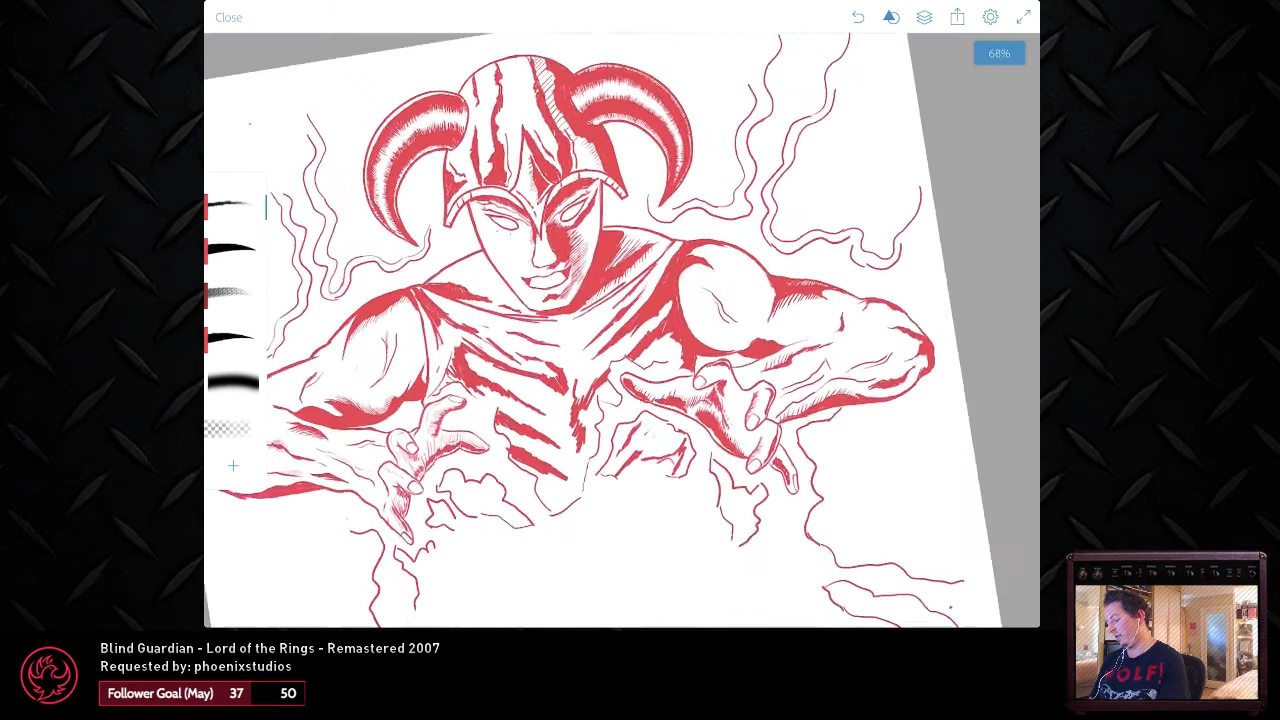 Close
68%
Blind Guardian - Lord of the Rings - Remastered 2007
Requested by: phoenixstudios
Follower Goal (May) 37 50